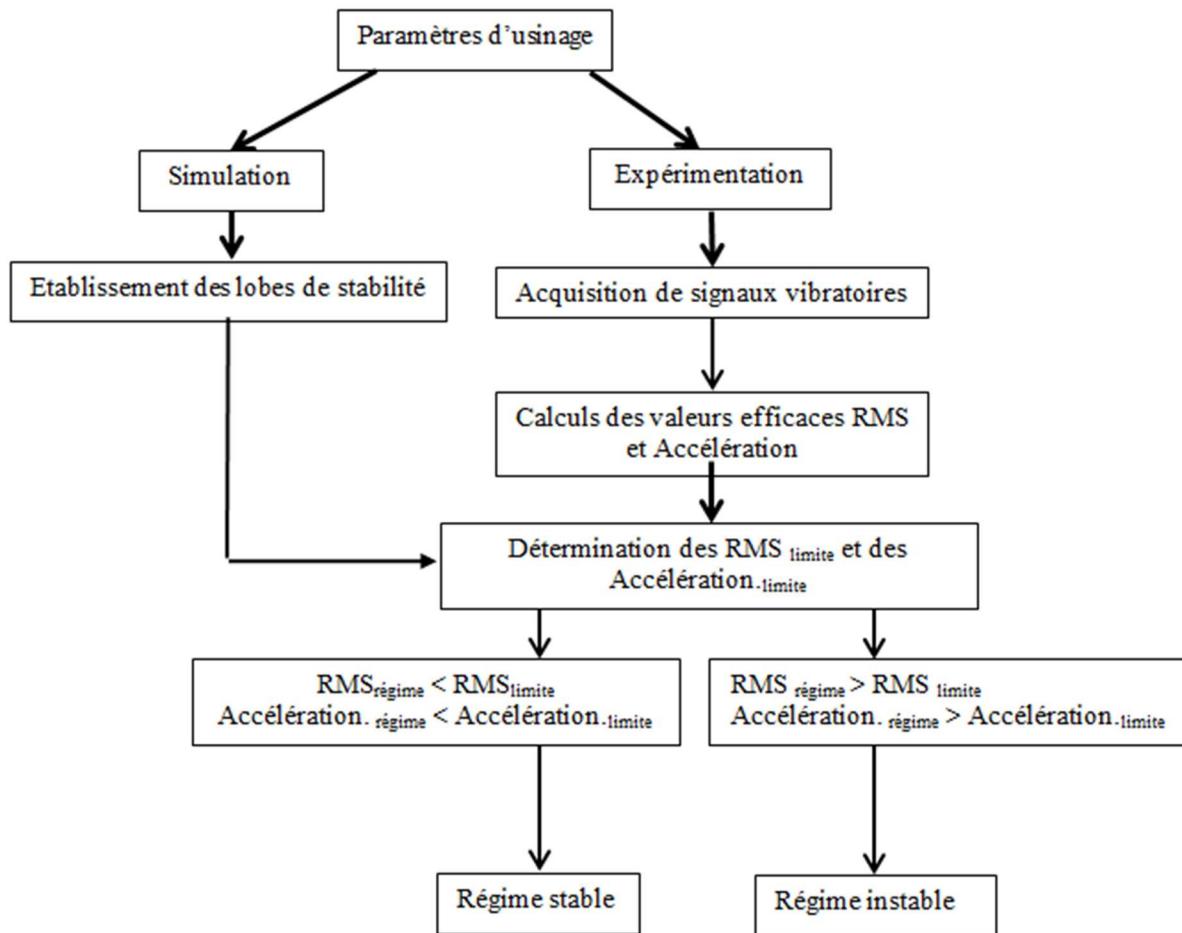 Paramètres d’usinage
Simulation
Expérimentation
Etablissement des lobes de stabilité
Acquisition de signaux vibratoires
Calculs des valeurs efficaces RMS
et Accélération
Détermination des RMS limite et des
Accélération.limite
RMSrégime < RMSlimite
Accélération. régime < Accélération.limite
RMS régime > RMS limite
Accélération. régime > Accélération.limite
Régime stable
Régime instable